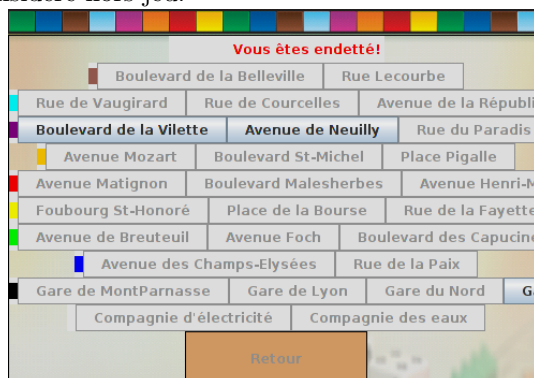 Vous êtes endetté!
Boulevard de la Belleville Rue Lecourbe
Rue de Vaugirard Rue de Courcelles Avenue de la Républi
Boulevard de la Vilette Avenue de Neuilly Rue du Paradis
Avenue Mozart Boulevard St-Michel Place Pigalle
Avenue Matignon Boulevard Malesherbes Avenue Henri-M
Foubourg St-Honoré Place de la Bourse Rue de la Fayette
Avenue de Breuteuil Avenue Foch Boulevard des Capucine
Avenue des Champs-Elysées Rue de la Paix
Gare de MontParnasse Gare de Lyon Gare du Nord Ga
Compagnie d'électricité Compagnie des eaux
Retour